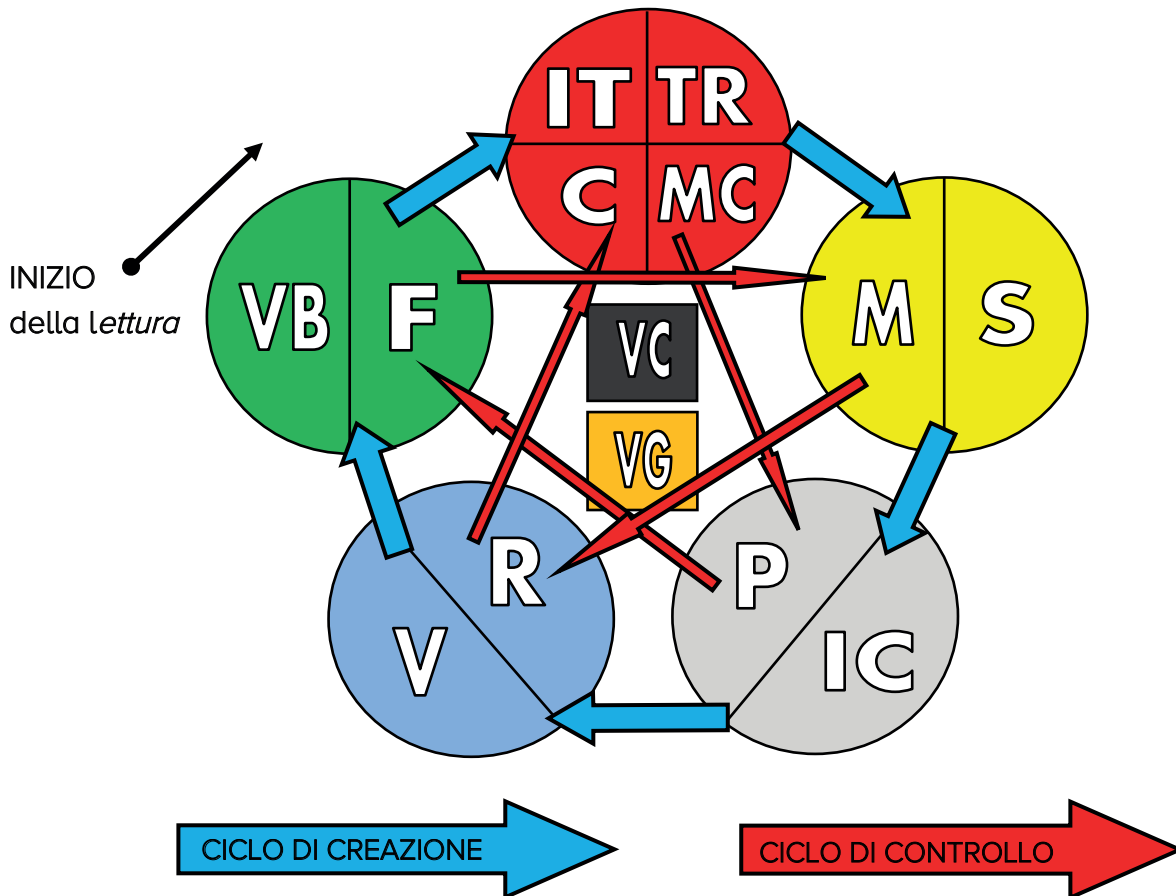 IT TR
C MC
INIZIO
della lettura
VB F
M S
VC
VG
R
V
P
IC
CICLO DI CREAZIONE
CICLO DI CONTROLLO